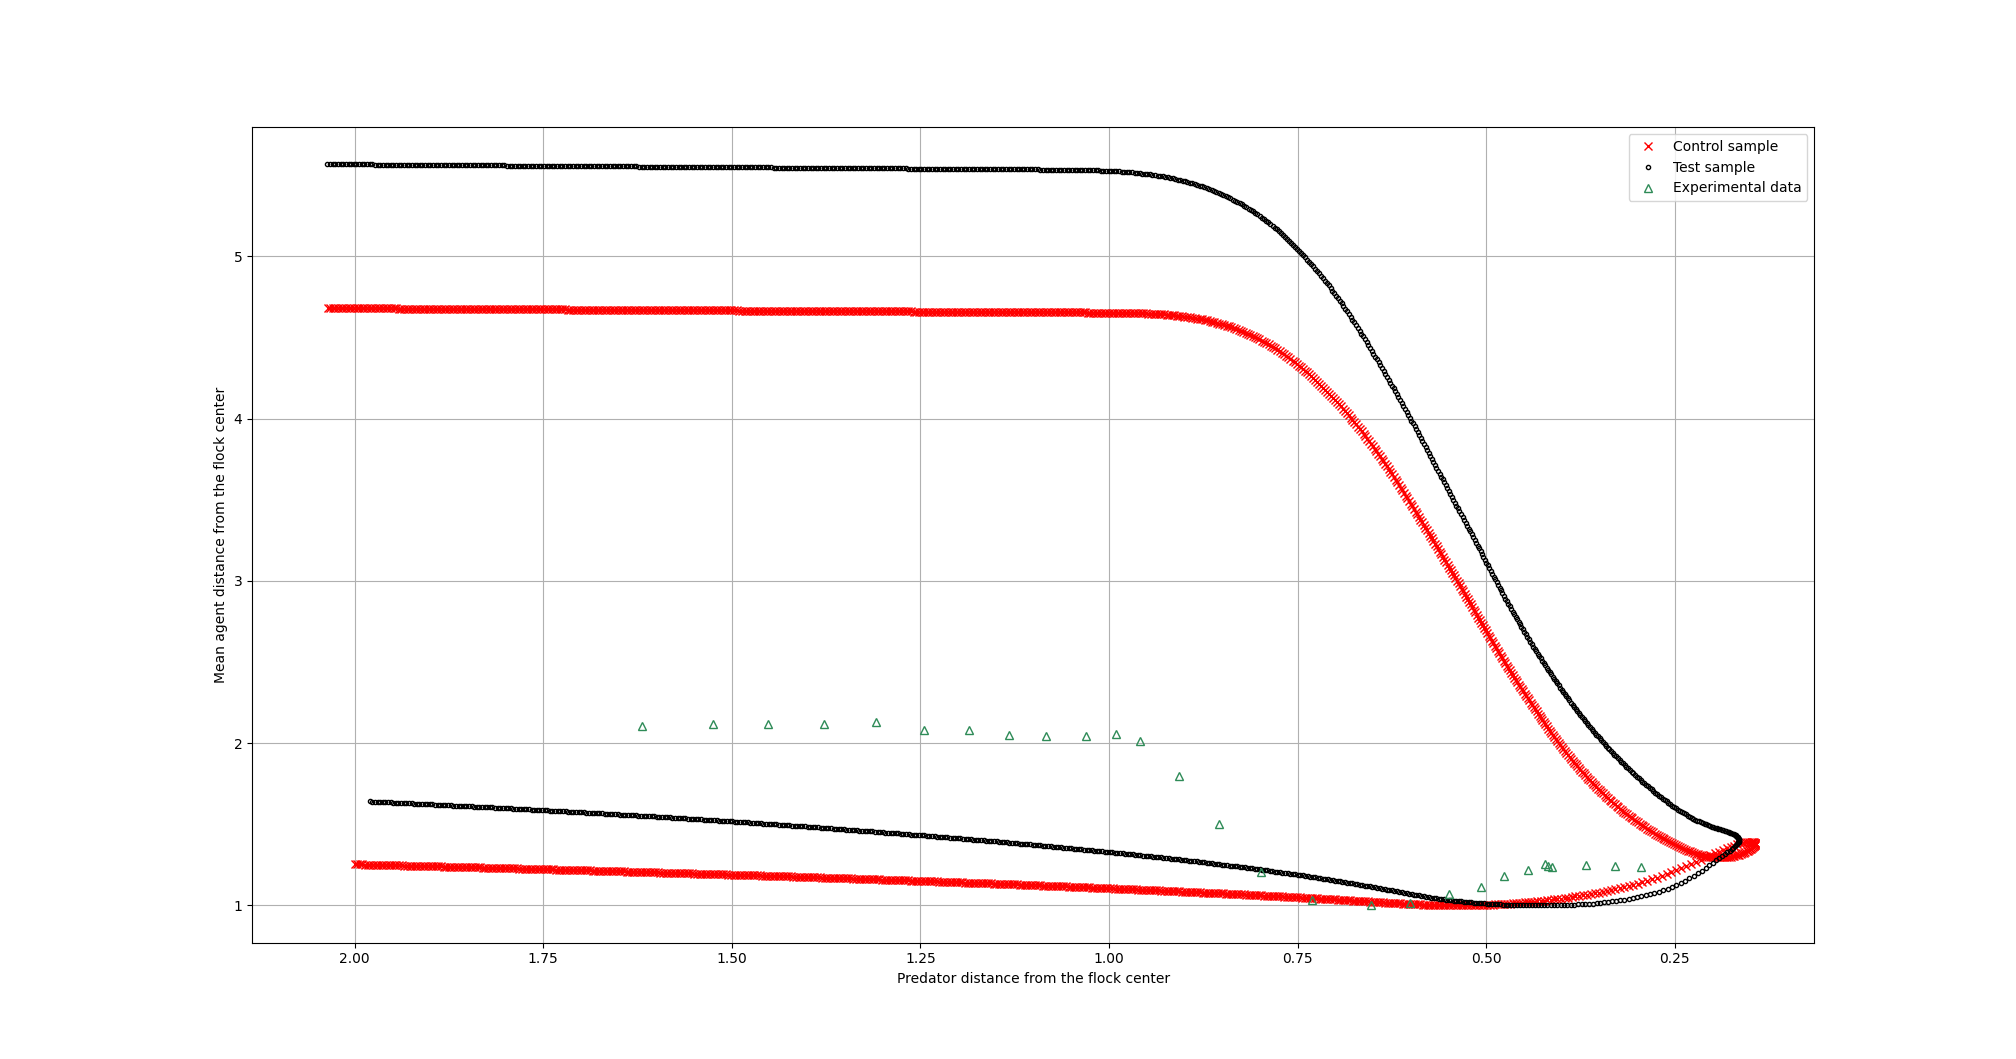 Control sample
Test sample
Experimental data
5
4
3
2
1
Mean agent distance from the flock center
2.00 1.75 1.50 1.25 1.00 0.75 0.50 0.25
Predator distance from the flock center